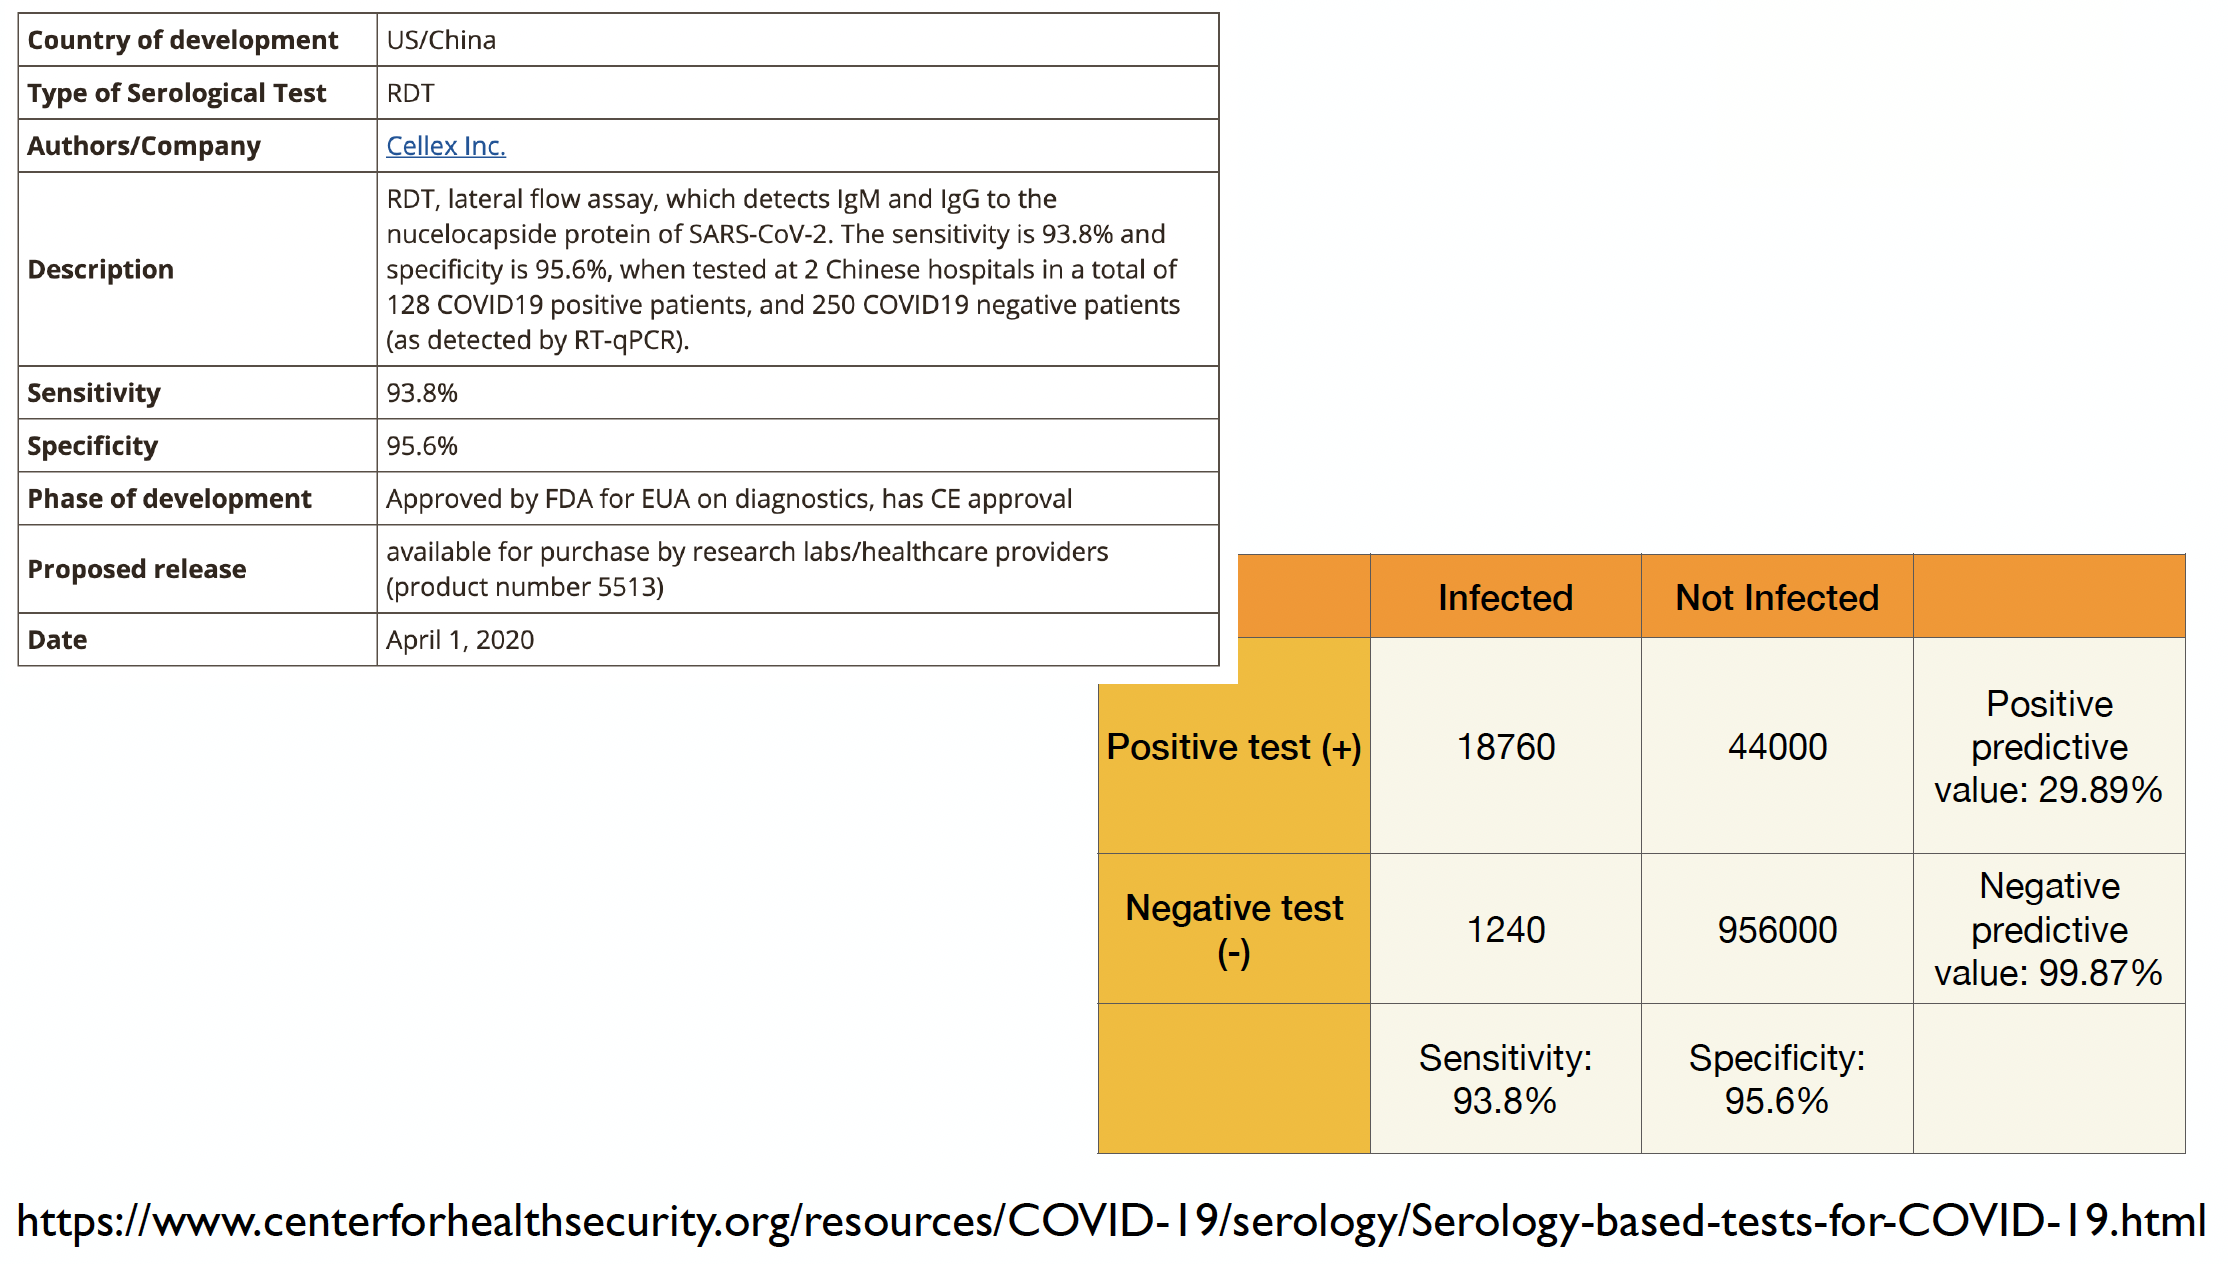 Country of development US/China
Type of Serological Test RDT
Authors/Company Cellex Inc.
Description
RDT, lateral flow assay, which detects IgM and IgG to the
nucelocapside protein of SARS-CoV-2. The sensitivity is 93.8% and
specificity is 95.6%, when tested at 2 Chinese hospitals in a total of
128 COVID19 positive patients, and 250 COVID19 negative patients
(as detected by RT-qPCR).
Sensitivity 93.8%
Specificity 95.6%
Phase of development Approved by FDA for EUA on diagnostics, has CE approval
Proposed release
available for purchase by research labs/healthcare providers
(product number 5513)
Date April 1, 2020
Infected Not Infected
Positive test (+) 18760 44000
Positive
predictive
value: 29.89%
Negative test
(-)
1240 956000
Negative
predictive
value: 99.87%
Sensitivity:
93.8%
Specificity:
95.6%
https://www.centerforhealthsecurity.org/resources/COVID-19/serology/Serology-based-tests-for-COVID-19.html